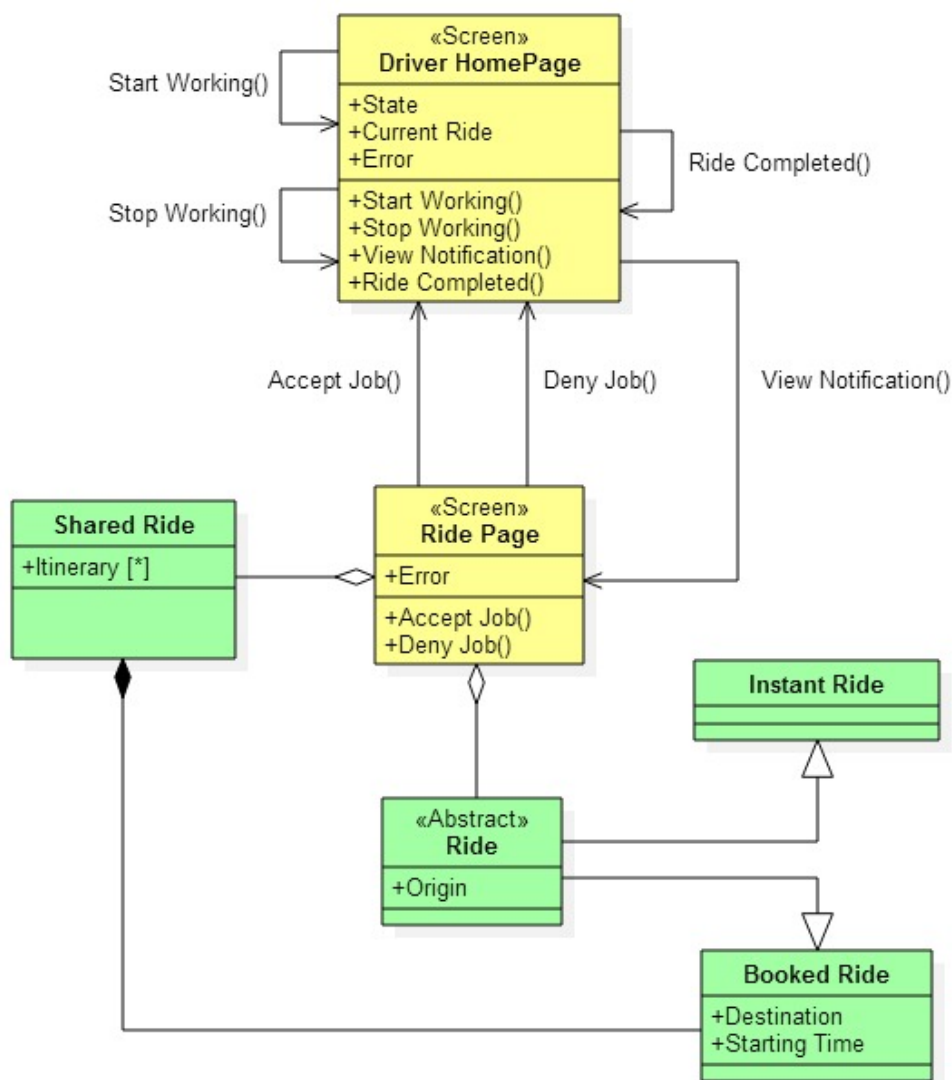 «Screen»
Driver HomePage
+State
+Current Ride
+Error
+Start Working()
+Stop Working()
+View Notification()
+Ride Completed()
Start Working()
Stop Working()
Ride Completed()
Accept Job()
Deny Job()
View Notification()
Shared Ride
+Itinerary [*]
«Screen»
Ride Page
+Error
+Accept Job()
+Deny Job()
Instant Ride
«Abstract»
Ride
+Origin
Booked Ride
+Destination
+Starting Time